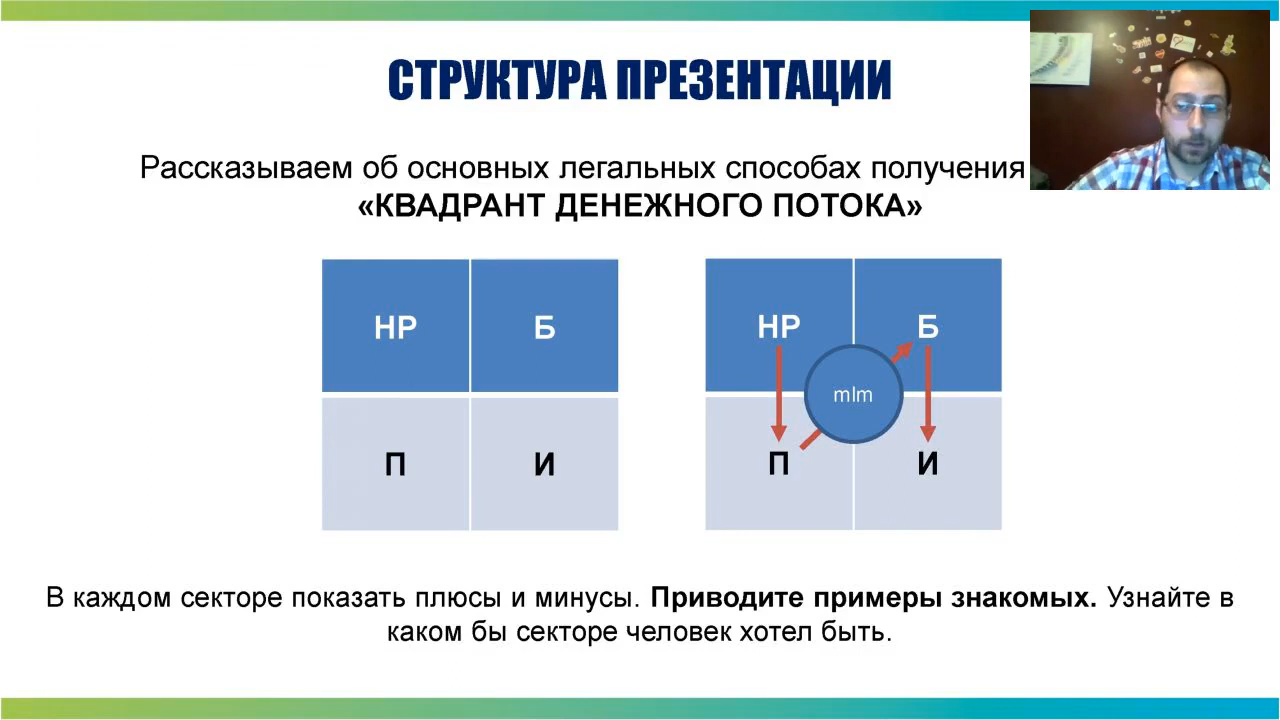 СТРУКТУРА ПРЕЗЕНТАЦИИ
Рассказываем об основных легальных способах получения
«КВАДРАНТ ДЕНЕЖНОГО ПОТОКА»
НР Б
П И
НР Б
mlm
П И
В каждом секторе показать плюсы и минусы. Приводите примеры знакомых. Узнайте в
каком бы секторе человек хотел быть.